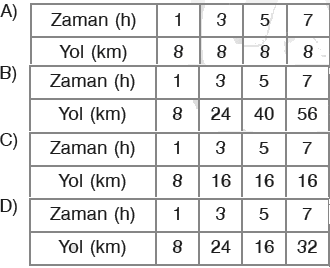 A) Zaman (h) 1 3 5 7
Yol (km) 8 8 8 8
B) Zaman (h) 1 3 5 7
Yol (km) 8 24 40 56
C) Zaman (h) 1 3 5 7
Yol (km) 8 16 16 16
D) Zaman (h) 1 3 5 7
Yol (km) 8 24 16 32